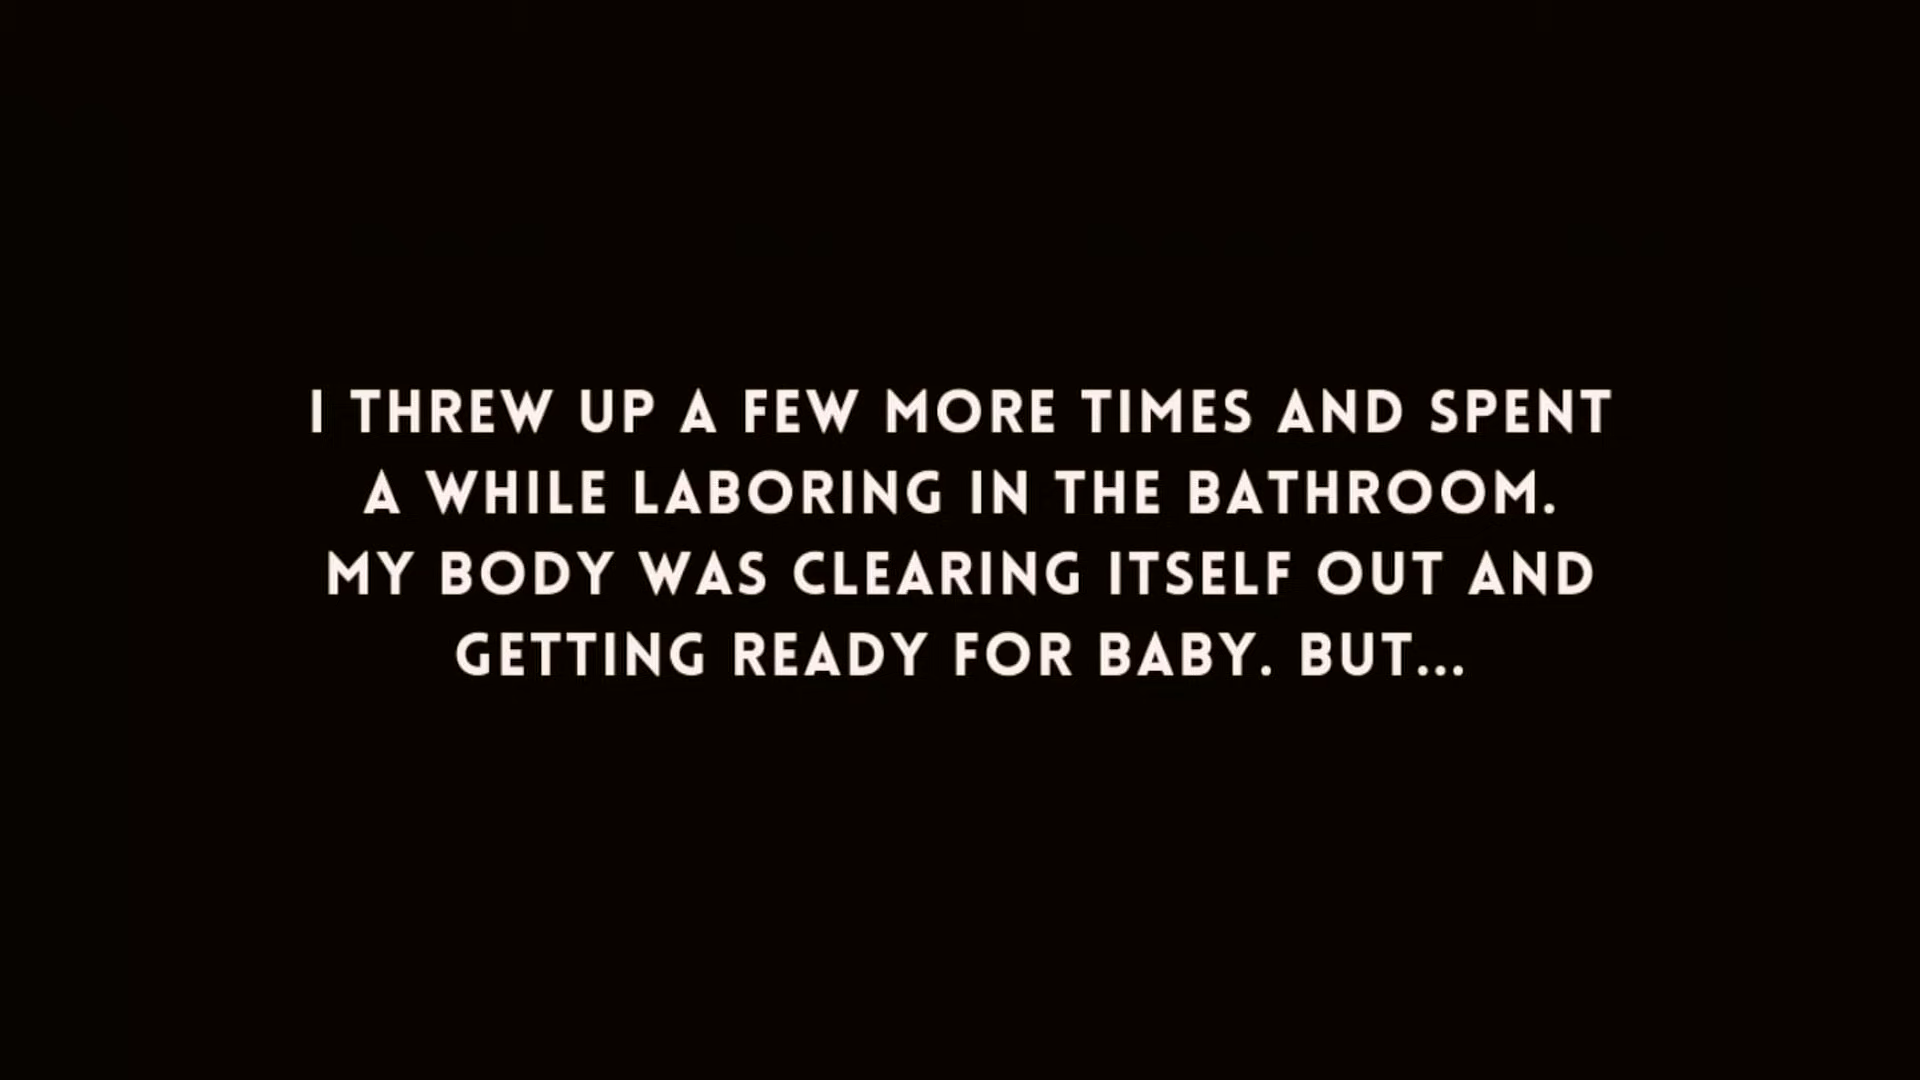 I THREW UP A FEW MORE TIMES AND SPENT
A WHILE LABORING IN THE BATHROOM.
MY BODY WAS CLEARING ITSELF OUT AND
GETTING READY FOR BABY. BUT...